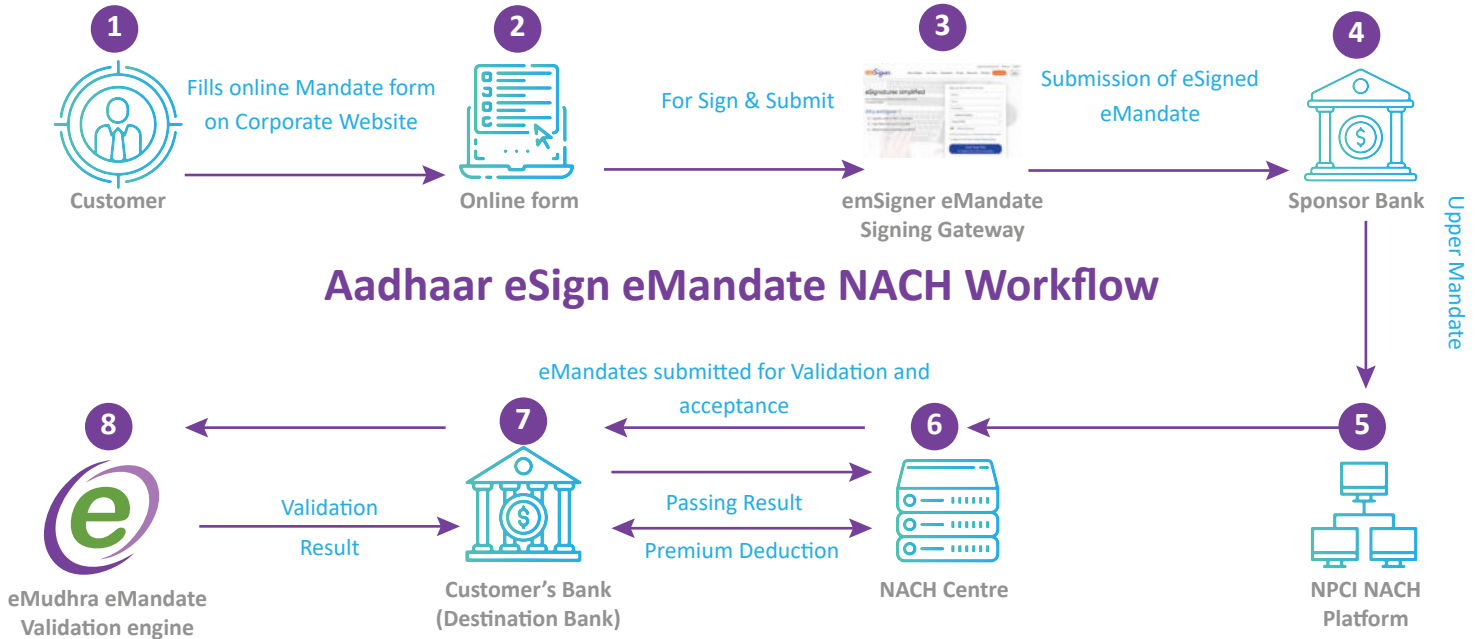 1
2
3
4
Fills online Mandate form
on Corporate Website
For Sign & Submit
eSignatures simplified
Submission of eSigned
eMandate
Customer
Online form
emSigner eMandate
Signing Gateway
Sponsor Bank
Upper Mandate
Aadhaar eSign eMandate NACH Workflow
eMandates submitted for Validation and
acceptance
8
7
6
5
e
Validation
Result
Passing Result
Premium Deduction
eMudhra eMandate
Validation engine
Customer’s Bank
(Destination Bank)
NACH Centre
NPCI NACH
Platform